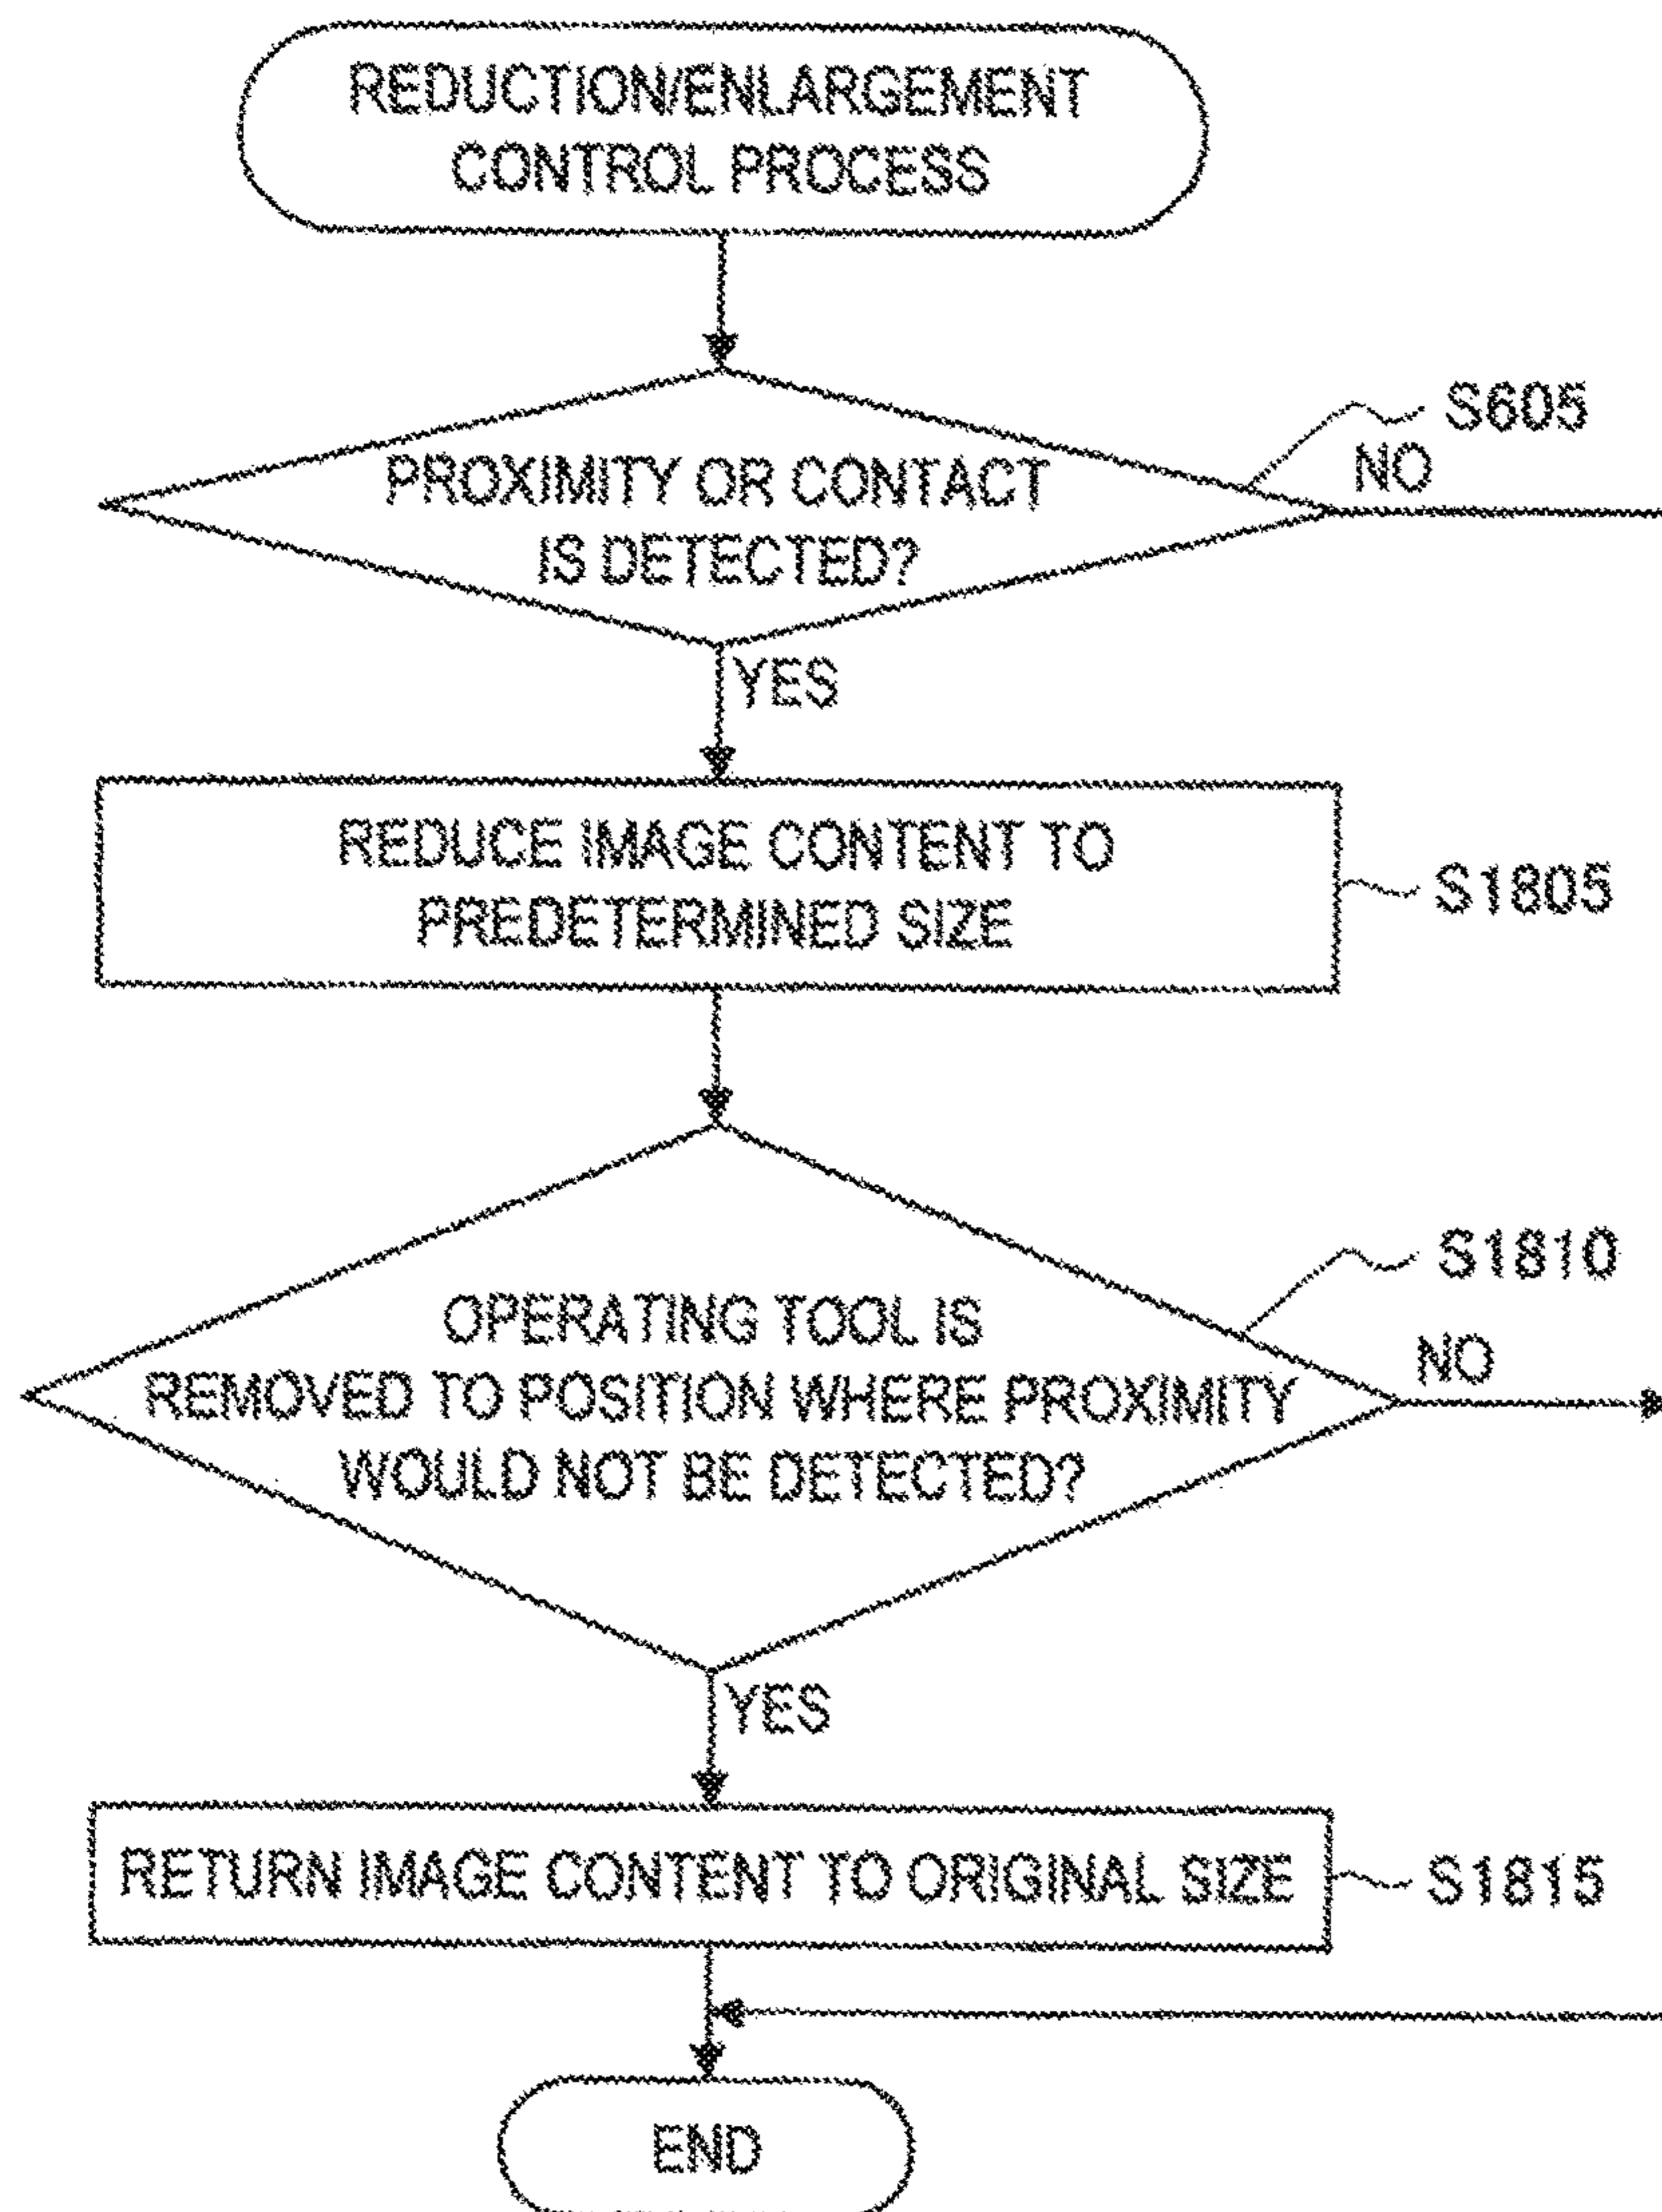 REDUCTION/ENLARGEMENT
CONTROL PROCESS
S605
NO
PROXIMITY OR CONTACT
IS DETECTED?
YES
REDUCE IMAGE CONTENT TO
PREDETERMINED SIZE
S1805
S1810
NO
OPERATING TOOL IS
REMOVED TO POSITION WHERE PROXIMITY
WOULD NOT BE DETECTED?
YES
RETURN IMAGE CONTENT TO ORIGINAL SIZE
S1815
END